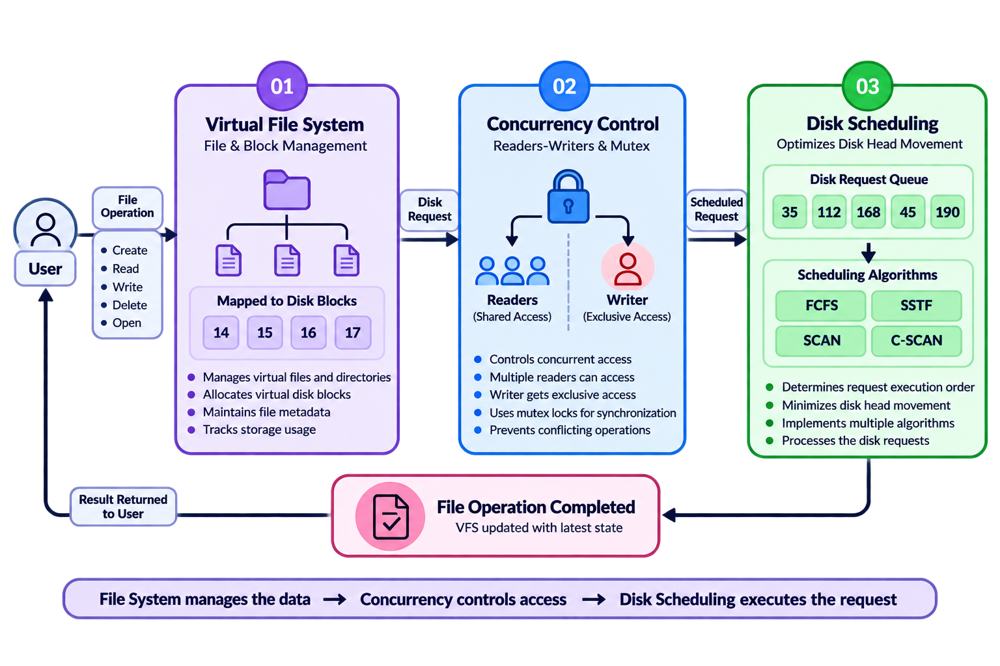 01
Virtual File System
File & Block Management
Mapped to Disk Blocks
14 15 16 17
Manages virtual files and directories
Allocates virtual disk blocks
Maintains file metadata
Tracks storage usage
File
Operation
Create
Read
Write
Delete
Open
User
Disk
Request
02
Concurrency Control
Readers-Writers & Mutex
Readers
(Shared Access)
Writer
(Exclusive Access)
Controls concurrent access
Multiple readers can access
Writer gets exclusive access
Uses mutex locks for synchronization
Prevents conflicting operations
Scheduled
Request
03
Disk Scheduling
Optimizes Disk Head Movement
Disk Request Queue
35 112 168 45 190
Scheduling Algorithms
FCFS SSTF
SCAN C-SCAN
Determines request execution order
Minimizes disk head movement
Implements multiple algorithms
Processes the disk requests
File Operation Completed
VFS updated with latest state
Result Returned
to User
File System manages the data → Concurrency controls access → Disk Scheduling executes the request